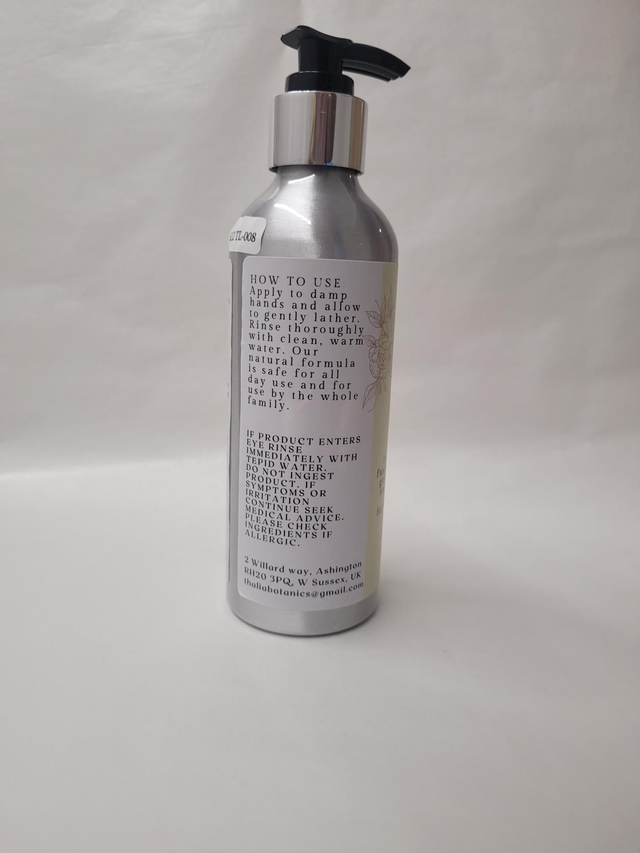 TL-008
HOW TO USE
Apply to damp
hands and allow
to gently lather.
Rinse thoroughly
with clean, warm
water. Our
natural formula
is safe for all
day use and for
use by the whole
family.
IF PRODUCT ENTERS
EYE RINSE
IMMEDIATELY WITH
TEPID WATER.
DO NOT INGEST
PRODUCT. IF
SYMPTOMS OR
IRRITATION
CONTINUE SEEK
MEDICAL ADVICE.
PLEASE CHECK
INGREDIENTS IF
ALLERGIC.
2 Willard way, Ashington
RH20 3PQ, W Sussex, UK
thaliabotanics@gmail.com